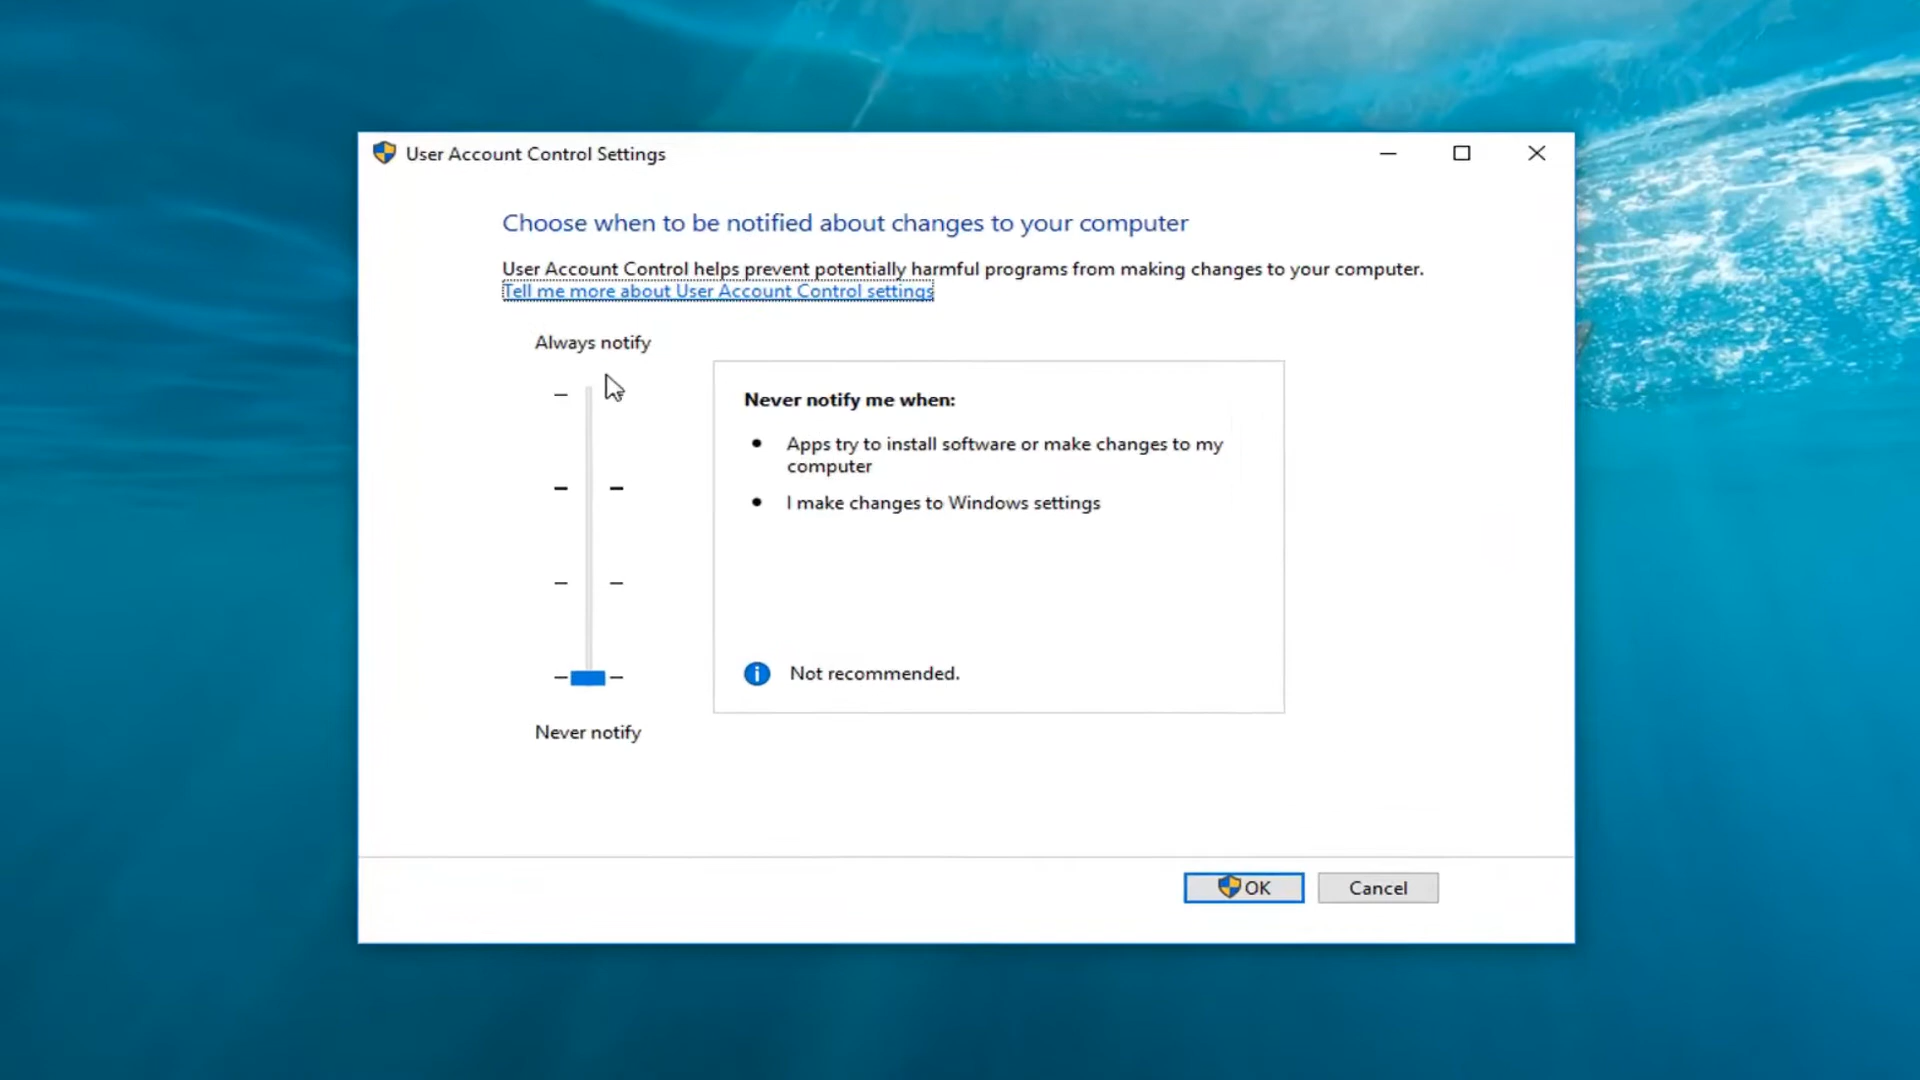 User Account Control Settings
Choose when to be notified about changes to your computer
User Account Control helps prevent potentially harmful programs from making changes to your computer.
Tell me more about User Account Control settings
Always notify
Never notify me when:
• Apps try to install software or make changes to my
computer
• I make changes to Windows settings
Not recommended.
Never notify
OK
Cancel